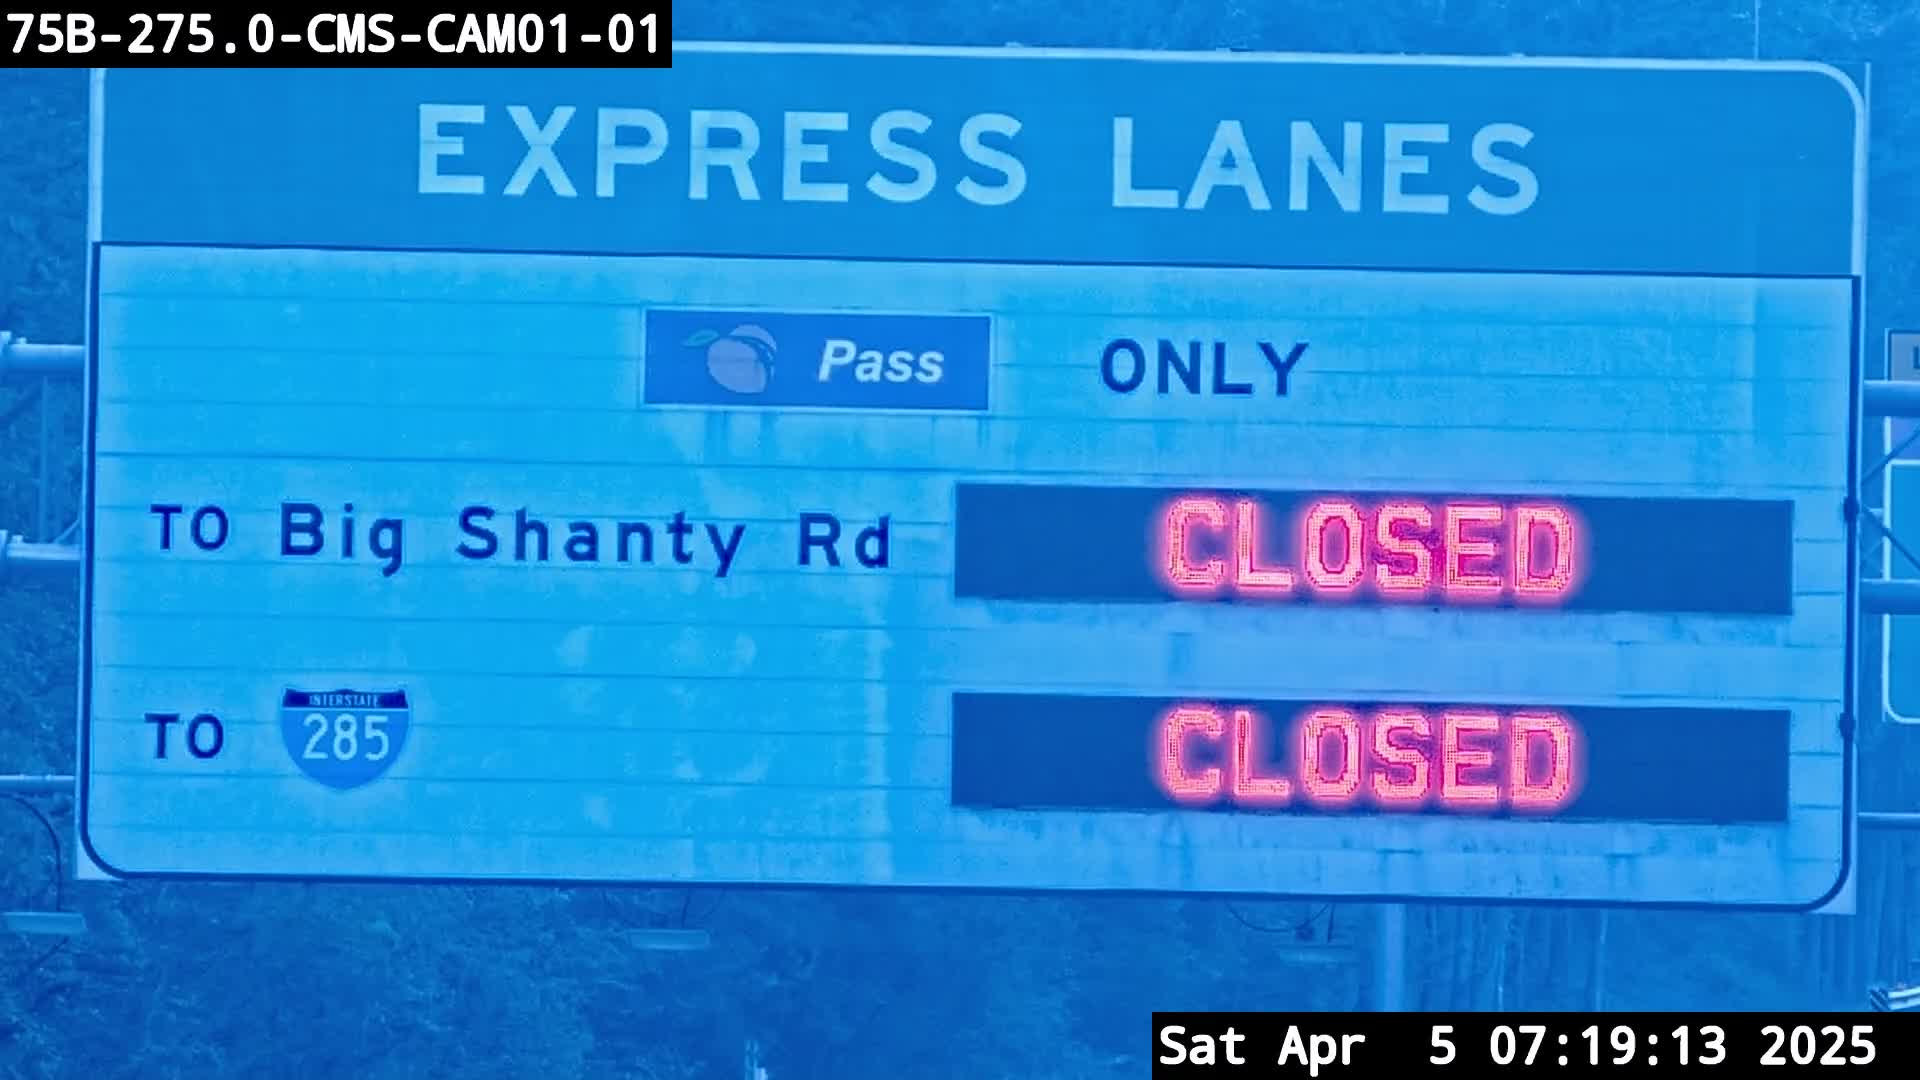 75B-275.0-CMS-CAM01-01
EXPRESS LANES
Pass ONLY
TO Big Shanty Rd CLOSED
TO INTERSTATE 285 CLOSED
Sat Apr 5 07:19:13 2025